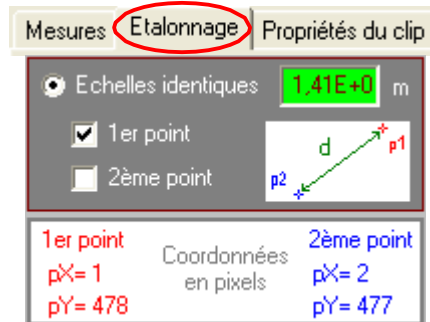 Mesures Etalonnage Propriétés du clip
Echelles identiques 1,41E+0 m
1er point
2ème point
d
p1
p2
1er point Coordonnées en pixels 2ème point
pX= 1 pX= 2
pY= 478 pY= 477